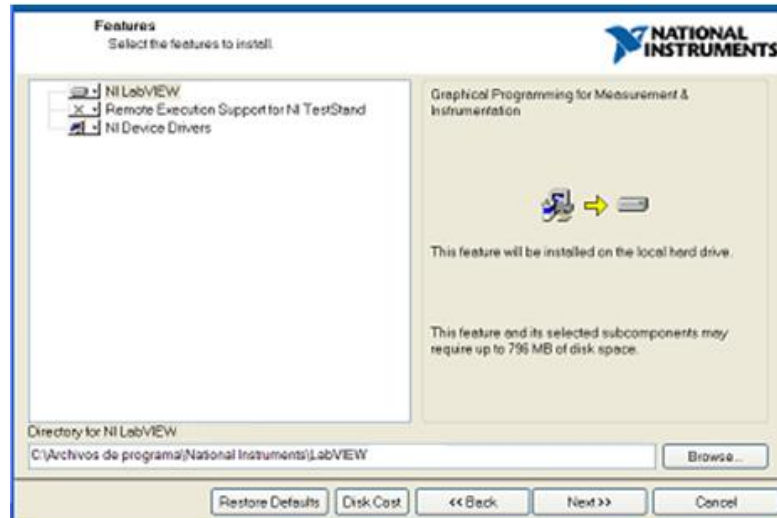 Features
Select the features to install.
NATIONAL
INSTRUMENTS
NI LabVIEW
Remote Execution Support for NI TestStand
NI Device Drivers
Graphical Programming for Measurement &
Instrumentation
This feature will be installed on the local hard drive.
This feature and its selected subcomponents may
require up to 796 MB of disk space.
Directory for NI LabVIEW
C:\Archivos de programa\National Instruments\LabVIEW
Browse...
Restore Defaults
Disk Cost
<< Back
Next >>
Cancel